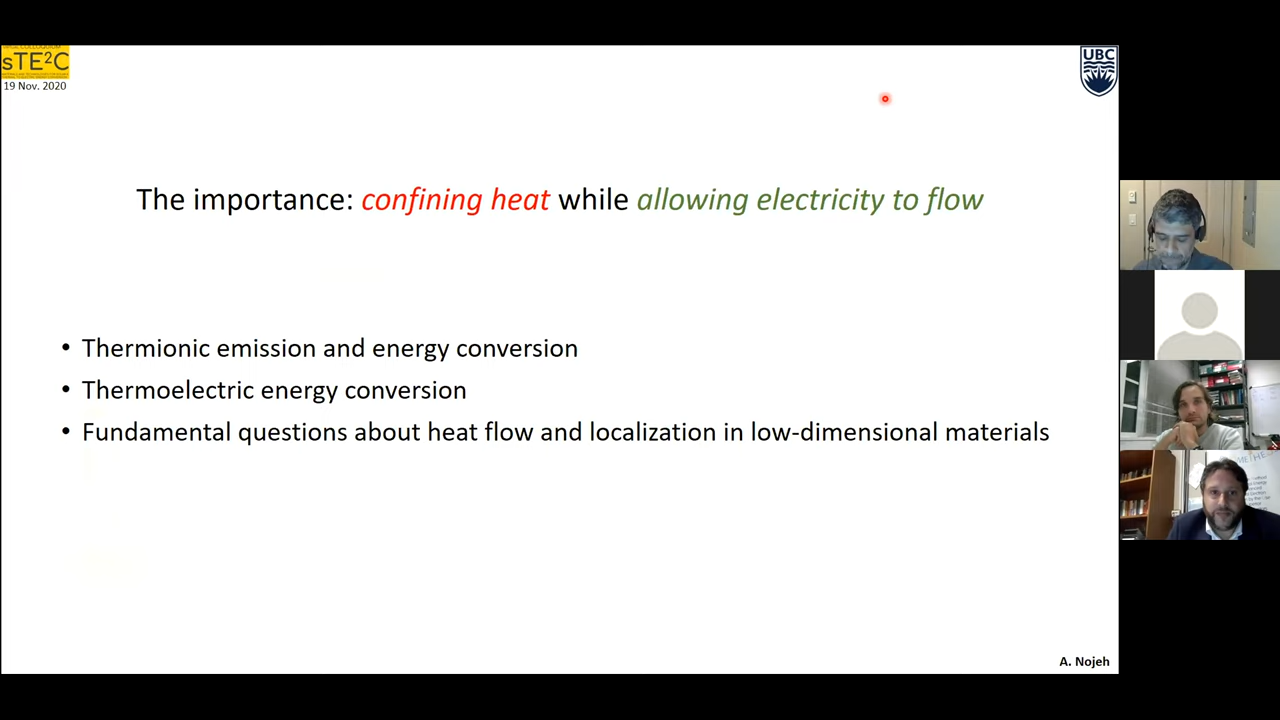 sTE²C
19 Nov. 2020
UBC
The importance: confining heat while allowing electricity to flow
• Thermionic emission and energy conversion
• Thermoelectric energy conversion
• Fundamental questions about heat flow and localization in low-dimensional materials
A. Nojeh